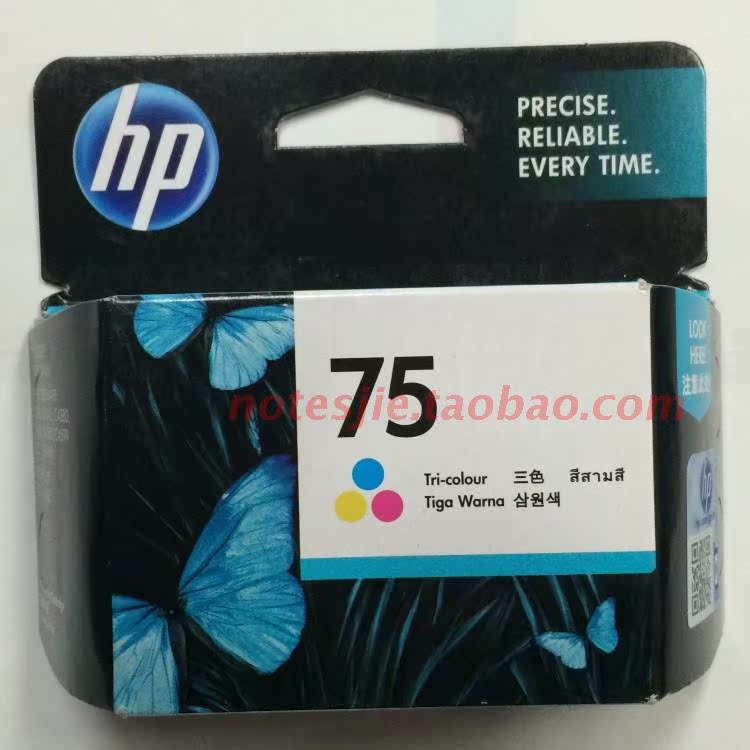 hp
PRECISE.
RELIABLE.
EVERY TIME.
LOOK
HERE!
75
notesjie.taobao.com
Tri-colour 三色 สีสามสี
Tiga Warna 삼원색
hp